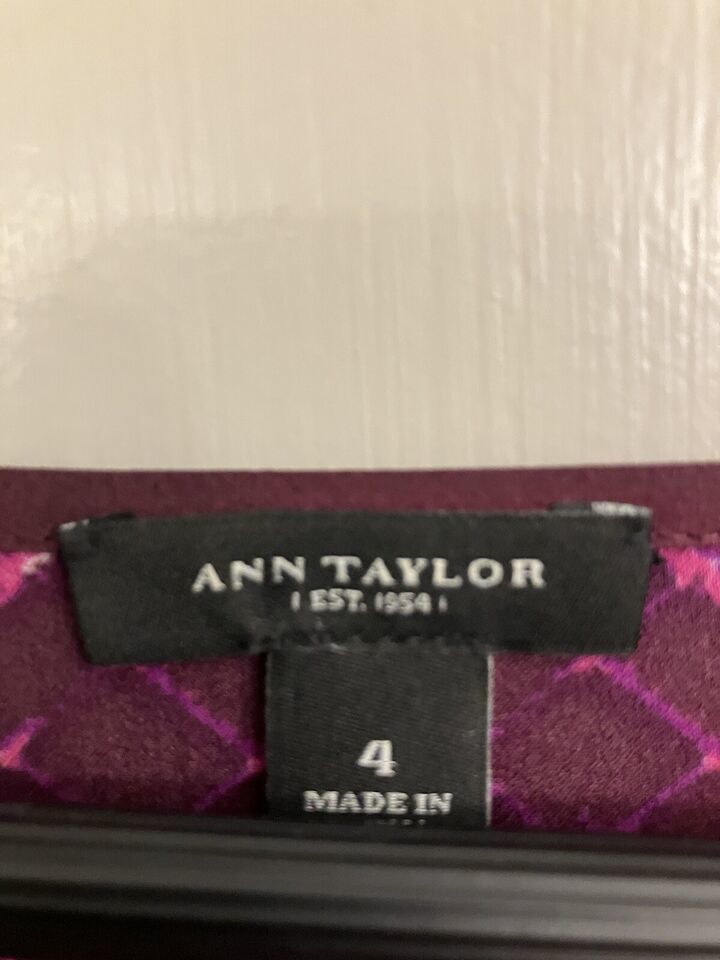 ANN TAYLOR
| EST. 1954 |
4
MADE IN